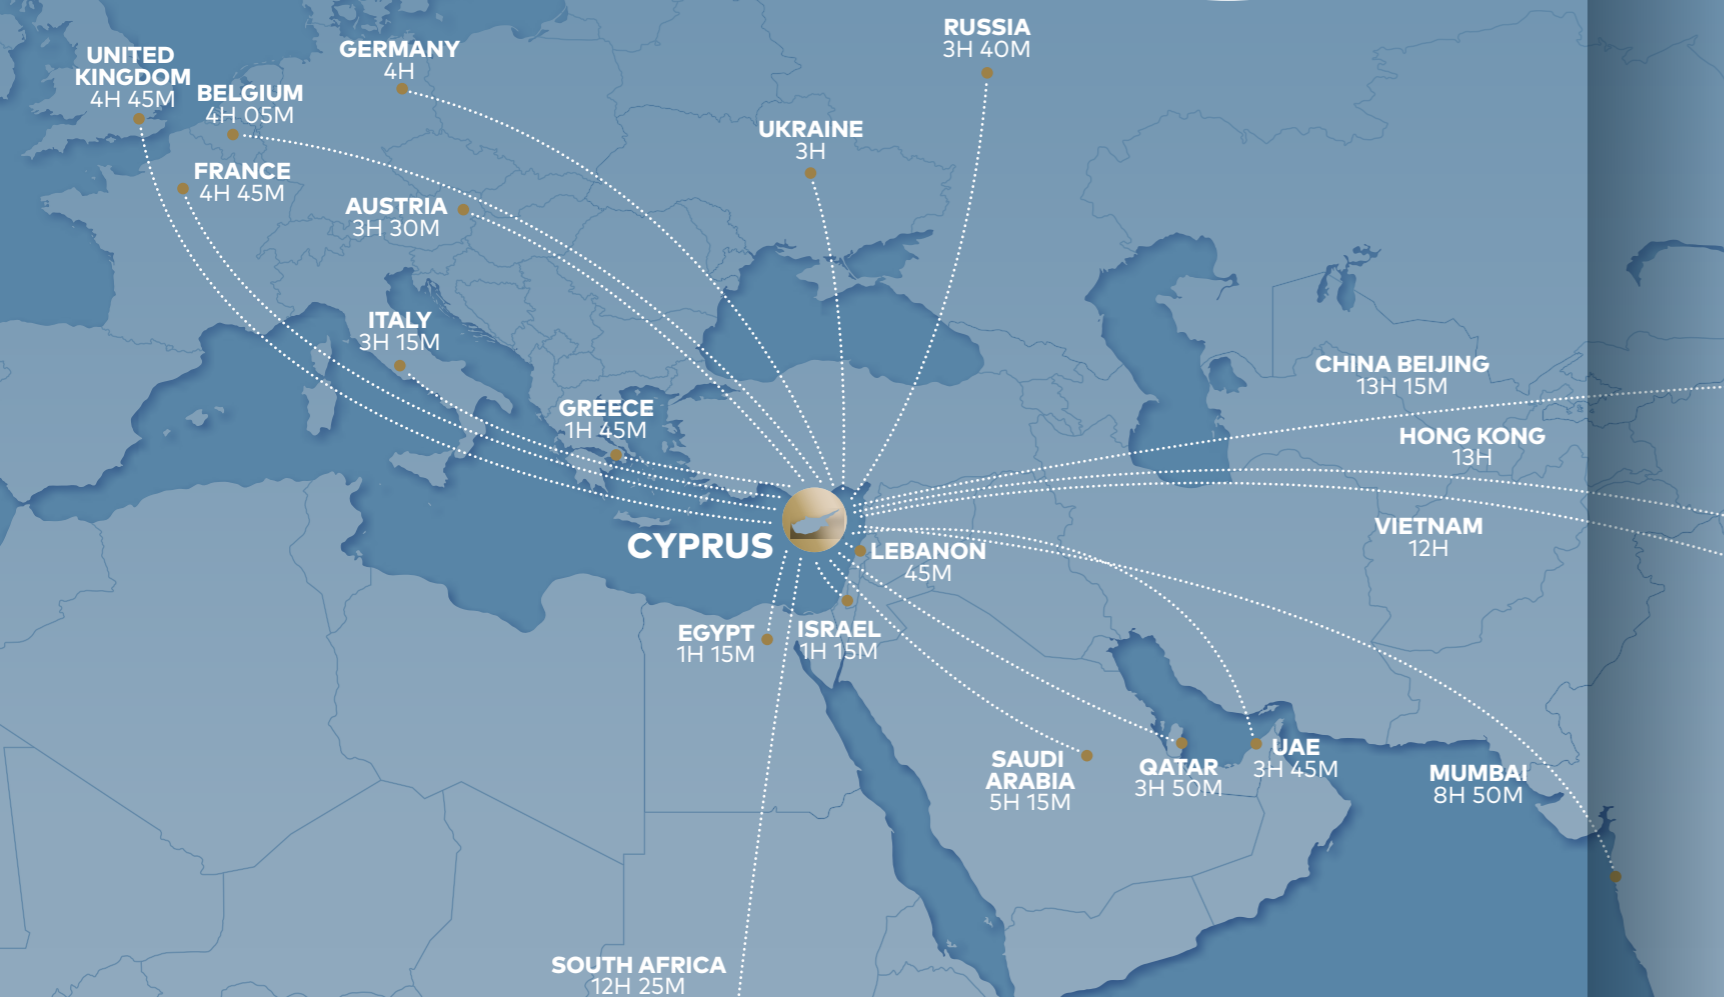 RUSSIA
3H 40M
GERMANY
4H
UNITED
KINGDOM
4H 45M
BELGIUM
4H 05M
UKRAINE
3H
FRANCE
4H 45M
AUSTRIA
3H 30M
ITALY
3H 15M
CHINA BEIJING
13H 15M
GREECE
1H 45M
HONG KONG
13H
VIETNAM
12H
CYPRUS
LEBANON
45M
EGYPT
1H 15M
ISRAEL
1H 15M
SAUDI
ARABIA
5H 15M
QATAR
3H 50M
UAE
3H 45M
MUMBAI
8H 50M
SOUTH AFRICA
12H 25M